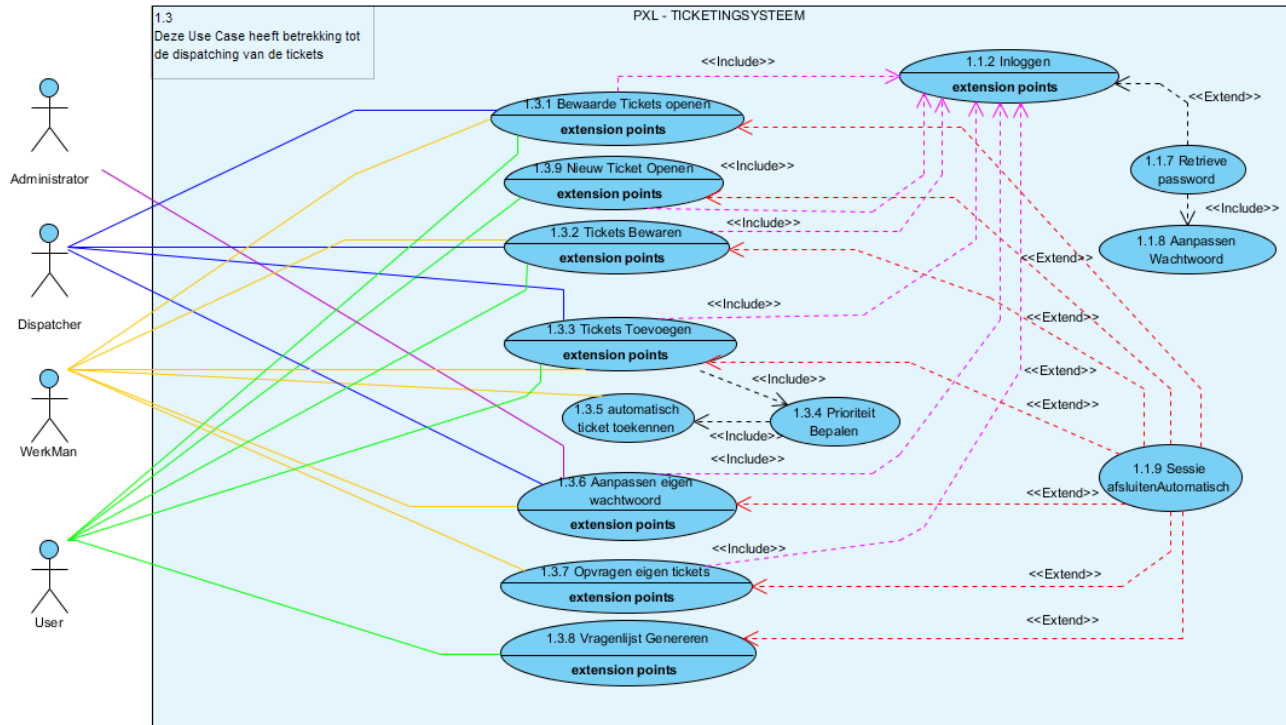 1.3
Deze Use Case heeft betrekking tot
de dispatching van de tickets
PXL - TICKETINGSYSTEEM
Administrator
Dispatcher
WerkMan
User
1.3.1 Bewaarde Tickets openen
extension points
1.3.9 Nieuw Ticket Openen
extension points
1.3.2 Tickets Bewaren
extension points
1.3.3 Tickets Toevoegen
extension points
1.3.5 automatisch
ticket toekennen
1.3.4 Prioriteit
Bepalen
1.3.6 Aanpassen eigen
wachtwoord
extension points
1.3.7 Opvragen eigen tickets
extension points
1.3.8 Vragenlijst Genereren
extension points
1.1.2 Inloggen
extension points
1.1.7 Retrieve
password
1.1.8 Aanpassen
Wachtwoord
1.1.9 Sessie
afsluitenAutomatisch
<<Include>>
<<Include>>
<<Include>>
<<Include>>
<<Include>>
<<Include>>
<<Include>>
<<Include>>
<<Include>>
<<Extend>>
<<Extend>>
<<Extend>>
<<Extend>>
<<Extend>>
<<Extend>>
<<Extend>>